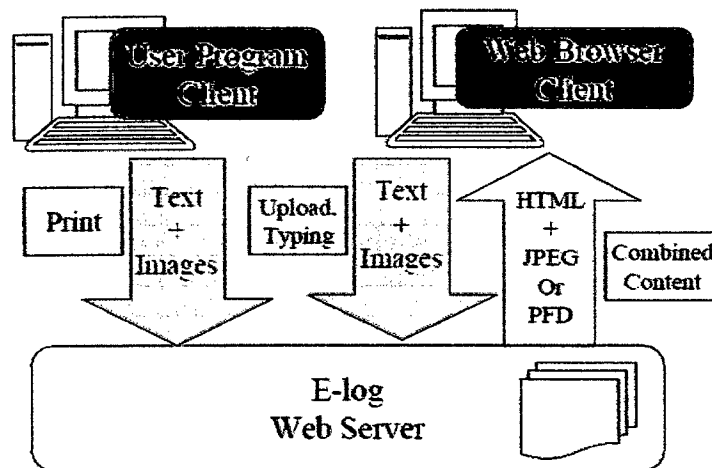 User Program
Client
Web Browser
Client
Print
Text
+
Images
Upload.
Typing
Text
+
Images
HTML
+
JPEG
Or
PFD
Combined
Content
E-log
Web Server